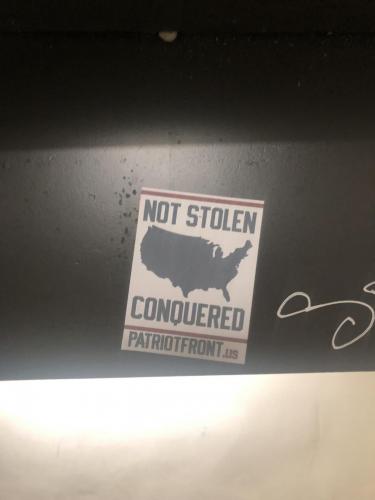 NOT STOLEN
CONQUERED
PATRIOTFRONT.US